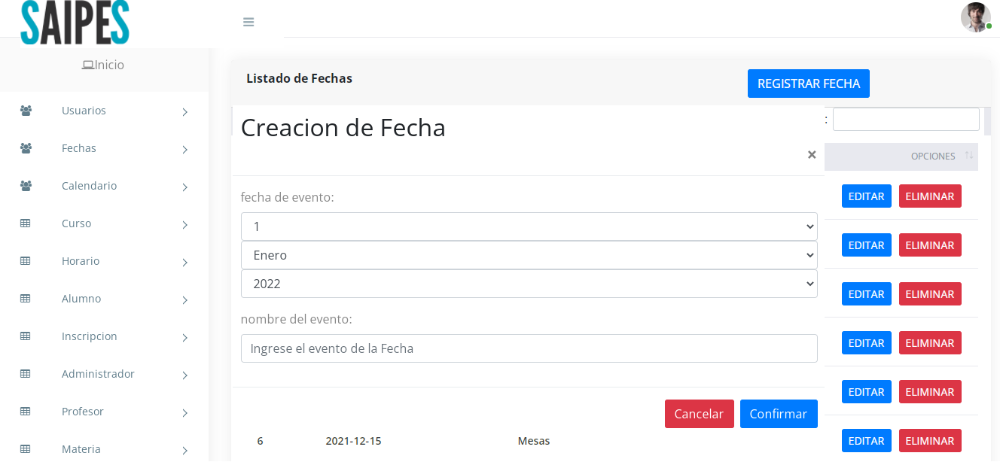 SAIPES
Inicio
Usuarios
Fechas
Calendario
Curso
Horario
Alumno
Inscripcion
Administrador
Profesor
Materia
Listado de Fechas
REGISTRAR FECHA
Creacion de Fecha
×
:
OPCIONES
fecha de evento:
1
Enero
2022
nombre del evento:
Ingrese el evento de la Fecha
Cancelar Confirmar
EDITAR ELIMINAR
EDITAR ELIMINAR
EDITAR ELIMINAR
EDITAR ELIMINAR
EDITAR ELIMINAR
6 2021-12-15 Mesas EDITAR ELIMINAR